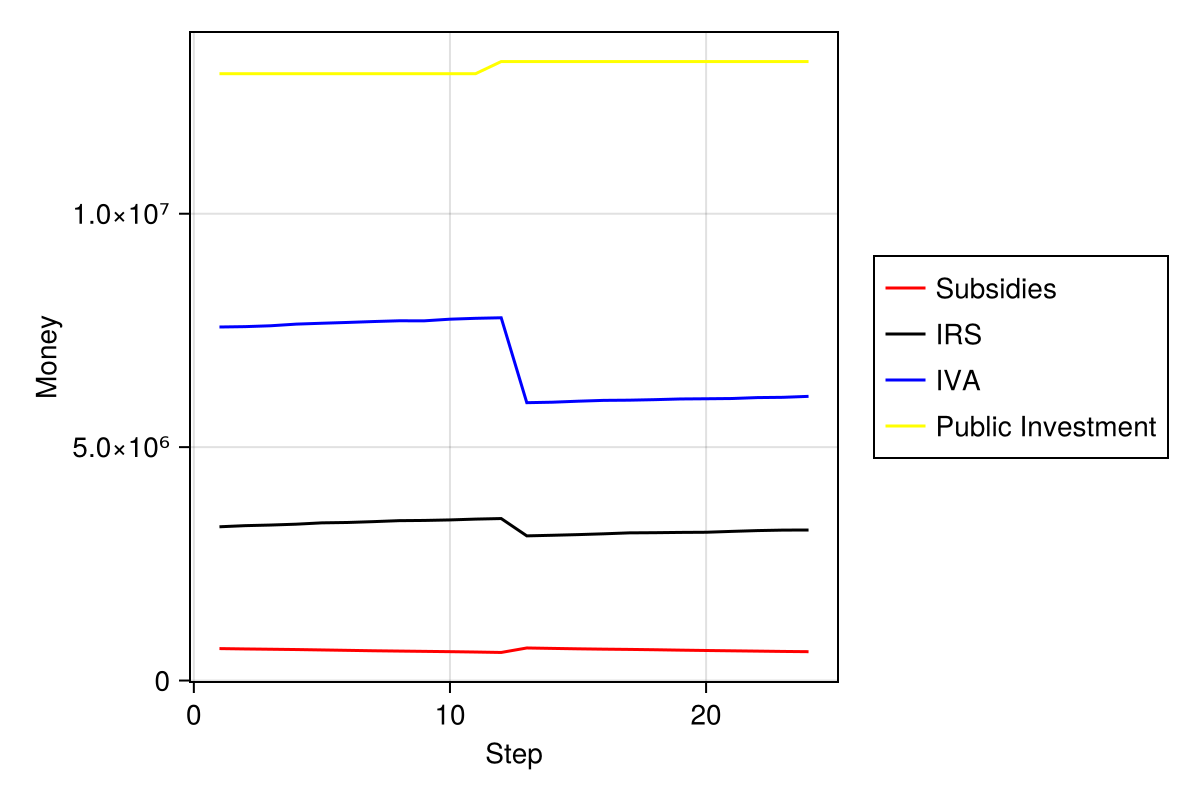 1.0×10⁷
5.0×10⁶
0
0
10
20
Step
Money
Subsidies
IRS
IVA
Public Investment